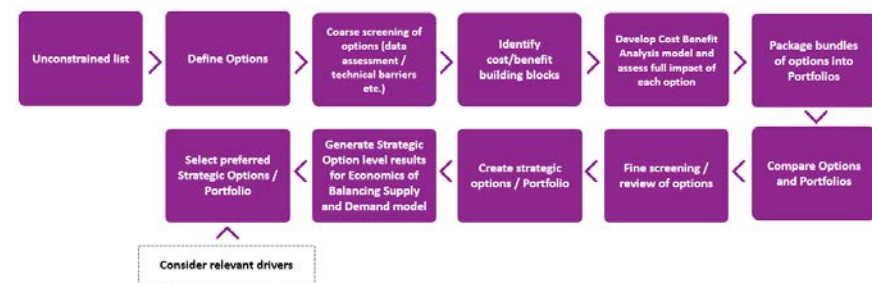 Unconstrained list
Define Options
Coarse screening of
options (data
assessment /
technical barriers
etc.)
Identify
cost/benefit
building blocks
Develop Cost Benefit
Analysis model and
assess full impact of
each option
Package bundles
of options into
Portfolios
Compare Options
and Portfolios
Fine screening /
review of options
Create strategic
options / Portfolio
Generate Strategic
Option level results
for Economics of
Balancing Supply
and Demand model
Select preferred
Strategic Options /
Portfolio
Consider relevant drivers